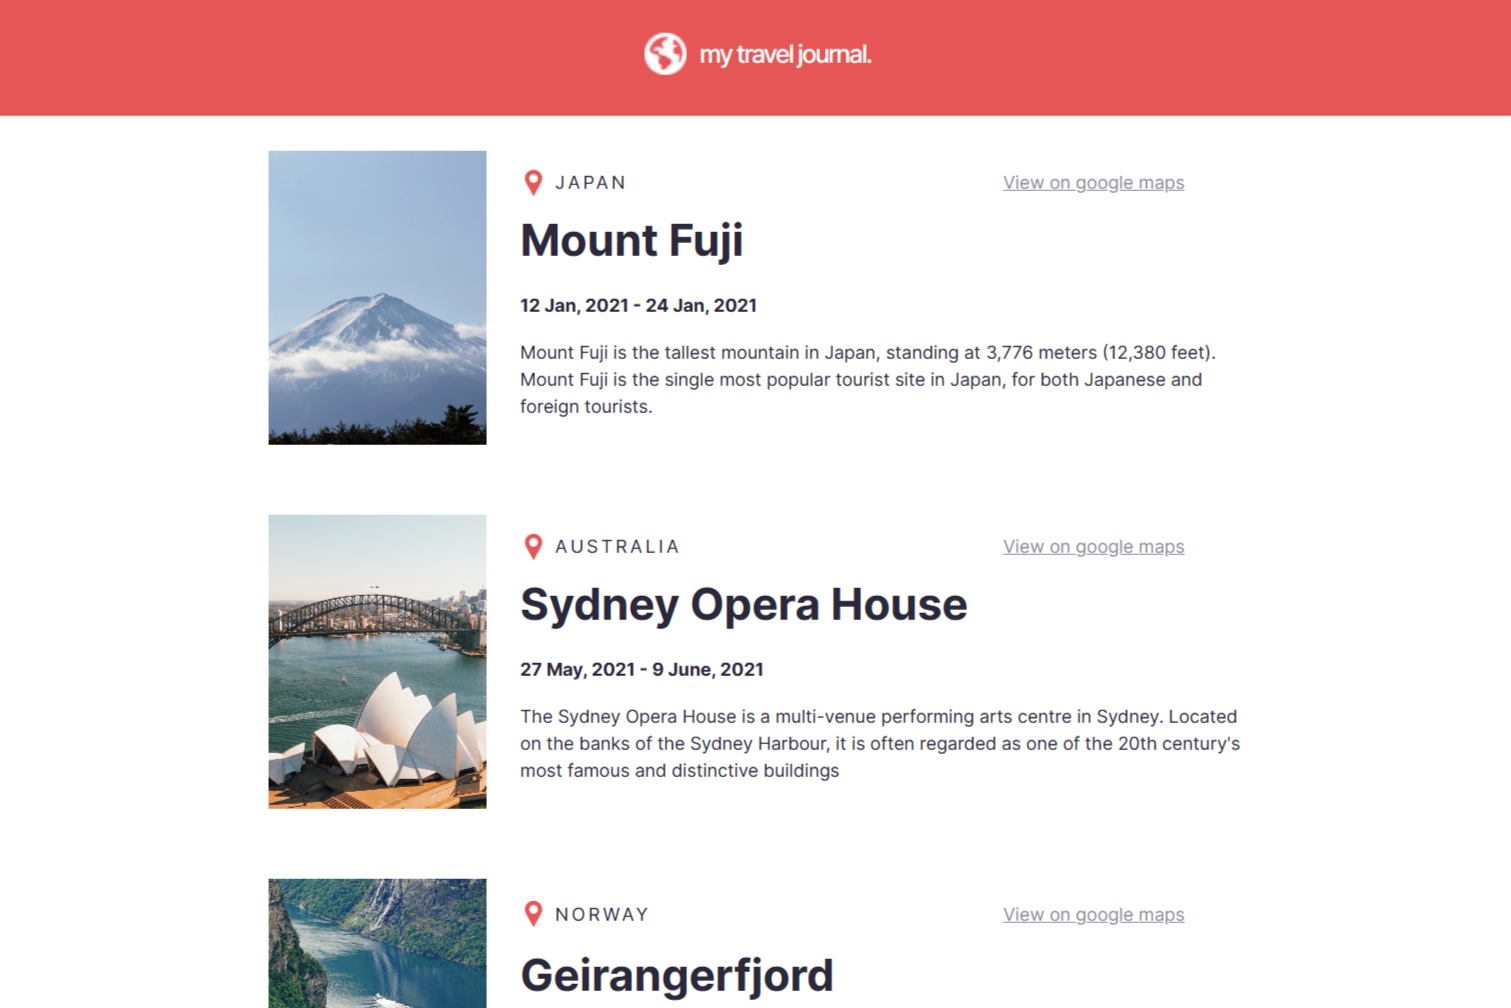 my travel journal.
JAPAN
View on google maps
Mount Fuji
12 Jan, 2021 - 24 Jan, 2021
Mount Fuji is the tallest mountain in Japan, standing at 3,776 meters (12,380 feet).
Mount Fuji is the single most popular tourist site in Japan, for both Japanese and
foreign tourists.
AUSTRALIA
View on google maps
Sydney Opera House
27 May, 2021 - 9 June, 2021
The Sydney Opera House is a multi-venue performing arts centre in Sydney. Located
on the banks of the Sydney Harbour, it is often regarded as one of the 20th century's
most famous and distinctive buildings
NORWAY
View on google maps
Geirangerfjord